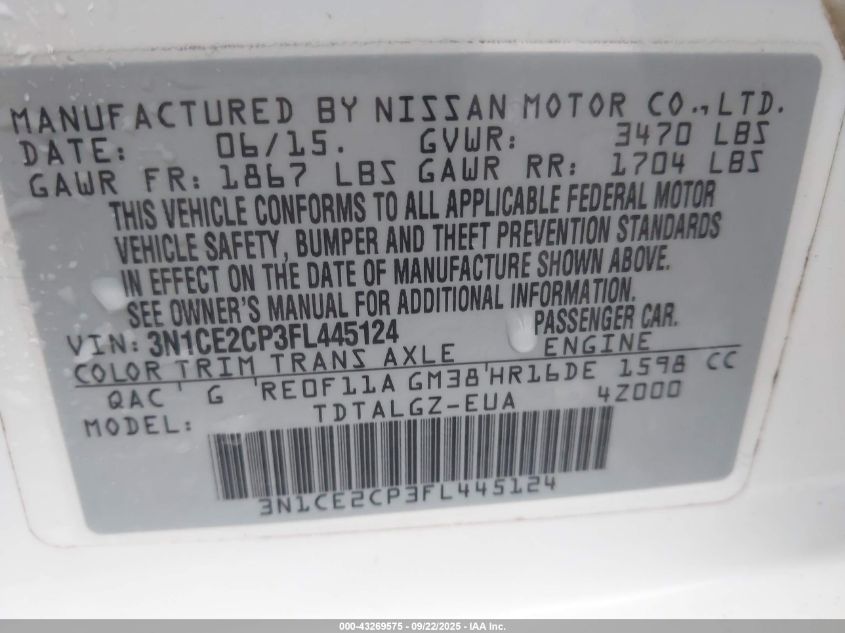 MANUFACTURED BY NISSAN MOTOR CO.,LTD.
DATE: 06/15. GVWR: 3470 LBS
GAWR FR: 1867 LBS GAWR RR: 1704 LBS
THIS VEHICLE CONFORMS TO ALL APPLICABLE FEDERAL MOTOR
VEHICLE SAFETY, BUMPER AND THEFT PREVENTION STANDARDS
IN EFFECT ON THE DATE OF MANUFACTURE SHOWN ABOVE.
SEE OWNER'S MANUAL FOR ADDITIONAL INFORMATION.
VIN: 3N1CE2CP3FL445124 PASSENGER CAR.
COLOR TRIM TRANS AXLE ENGINE
QAC ' G 'RE0F11A GM38'HR16DE 1598 CC
MODEL: TDTALGZ-EUA 4Z000
3N1CE2CP3FL445124
000-43269575 - 09/22/2025 - IAA Inc.